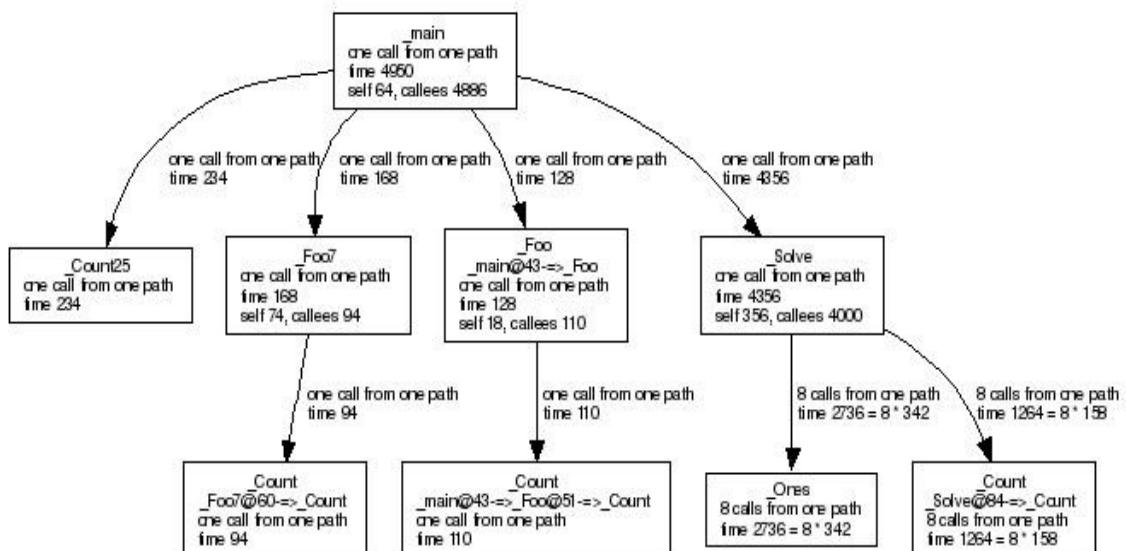 _main
one call from one path
time 4950
self 64, callees 4886
one call from one path
time 234
one call from one path
time 168
one call from one path
time 128
one call from one path
time 4356
_Count25
one call from one path
time 234
_Foo7
one call from one path
time 168
self 74, callees 94
_Foo
_main@43-=>_Foo
one call from one path
time 128
self 18, callees 110
_Solve
one call from one path
time 4356
self 356, callees 4000
one call from one path
time 94
one call from one path
time 110
8 calls from one path
time 2736 = 8 * 342
8 calls from one path
time 1264 = 8 * 158
_Count
_Foo7@60-=>_Count
one call from one path
time 94
_Count
_main@43-=>_Foo@51-=>_Count
one call from one path
time 110
_Ones
8 calls from one path
time 2736 = 8 * 342
_Count
_Solve@84-=>_Count
8 calls from one path
time 1264 = 8 * 158